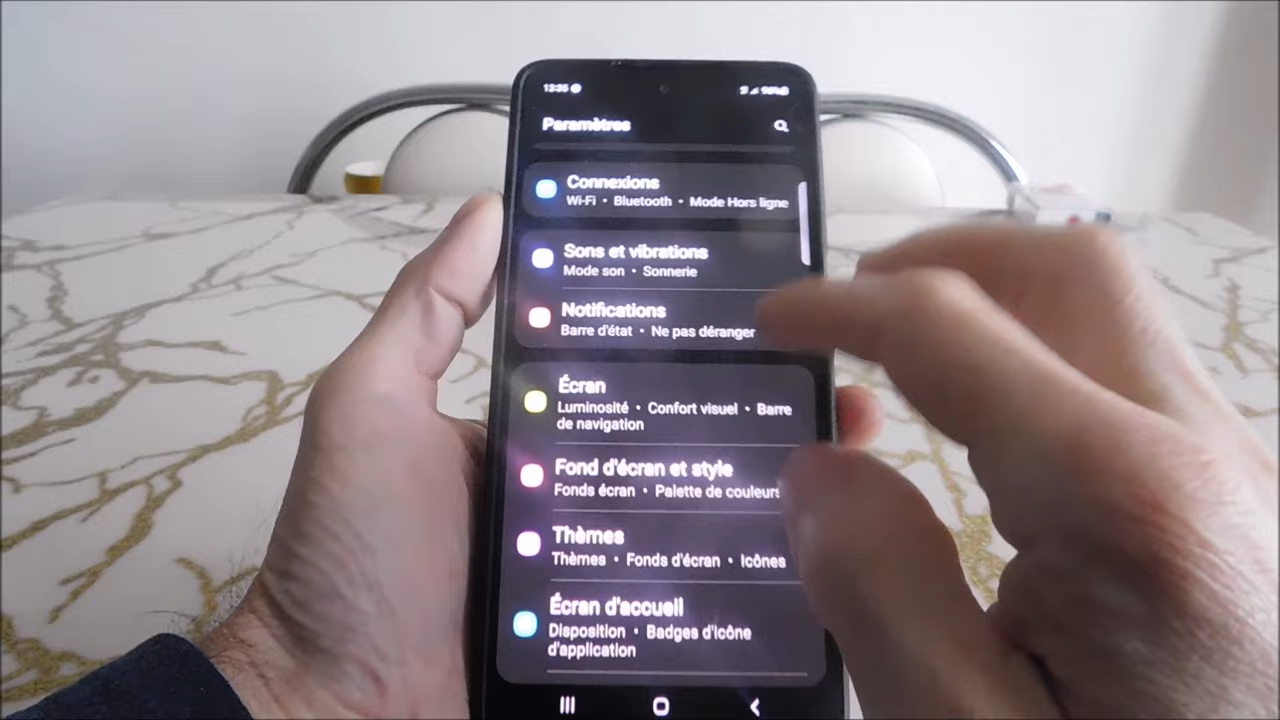 13:35
Paramètres
Connexions
Wi-Fi • Bluetooth • Mode Hors ligne
Sons et vibrations
Mode son • Sonnerie
Notifications
Barre d'état • Ne pas déranger
Écran
Luminosité • Confort visuel • Barre
de navigation
Fond d'écran et style
Fonds écran • Palette de couleurs
Thèmes
Thèmes • Fonds d'écran • Icônes
Écran d'accueil
Disposition • Badges d'icône
d'application